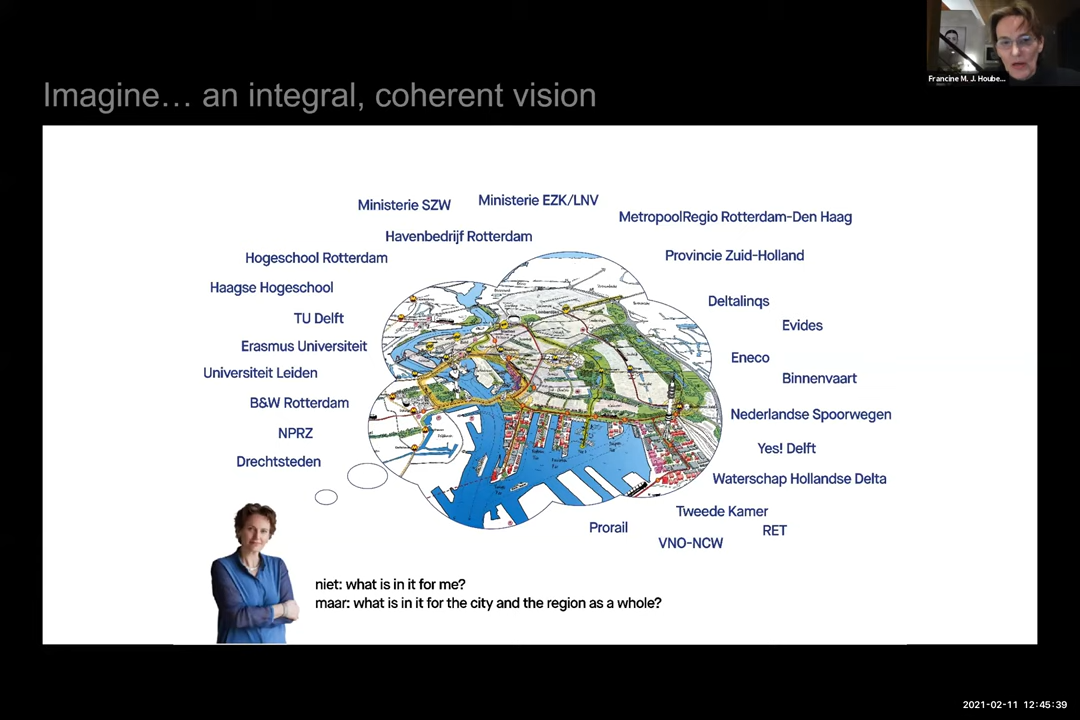 Francine M. J. Hoube...
Imagine… an integral, coherent vision
Ministerie SZW
Ministerie EZK/LNV
MetropoolRegio Rotterdam-Den Haag
Havenbedrijf Rotterdam
Provincie Zuid-Holland
Hogeschool Rotterdam
Haagse Hogeschool
Deltalinqs
TU Delft
Evides
Erasmus Universiteit
Eneco
Universiteit Leiden
Binnenvaart
B&W Rotterdam
Nederlandse Spoorwegen
NPRZ
Yes! Delft
Drechtsteden
Waterschap Hollandse Delta
Tweede Kamer
Prorail
RET
VNO-NCW
niet: what is in it for me?
maar: what is in it for the city and the region as a whole?
2021-02-11 12:45:39